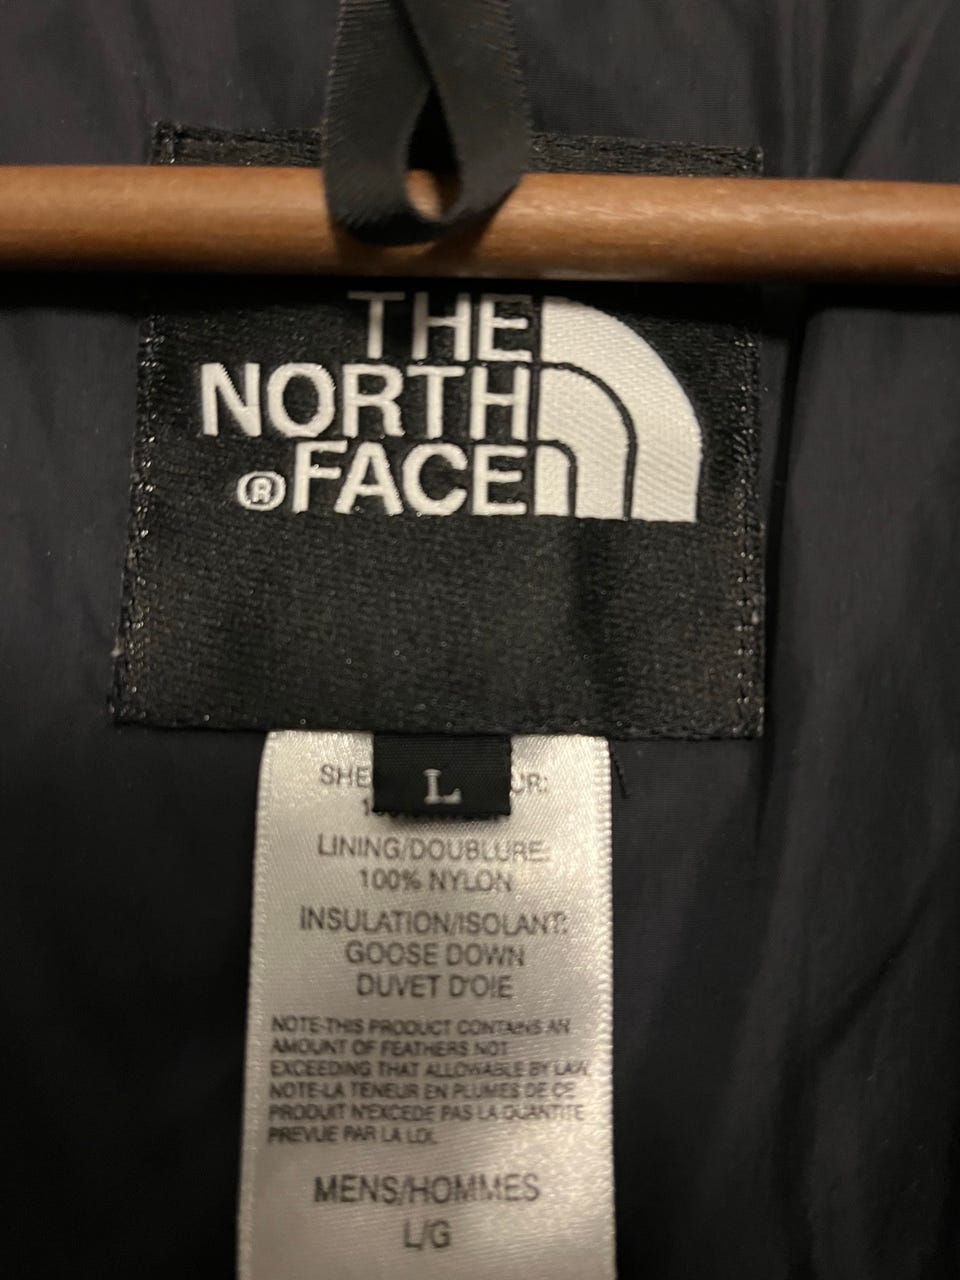 THE
NORTH
®FACE
L
LINING/DOUBLURE:
100% NYLON
INSULATION/ISOLANT:
GOOSE DOWN
DUVET D'OIE
NOTE-THIS PRODUCT CONTAINS AN
AMOUNT OF FEATHERS NOT
EXCEEDING THAT ALLOWABLE BY LAW.
NOTE-LA TENEUR EN PLUMES DE CE
PRODUIT N'EXCEDE PAS LA QUANTITE
PREVUE PAR LA LOI.
MENS/HOMMES
L/G